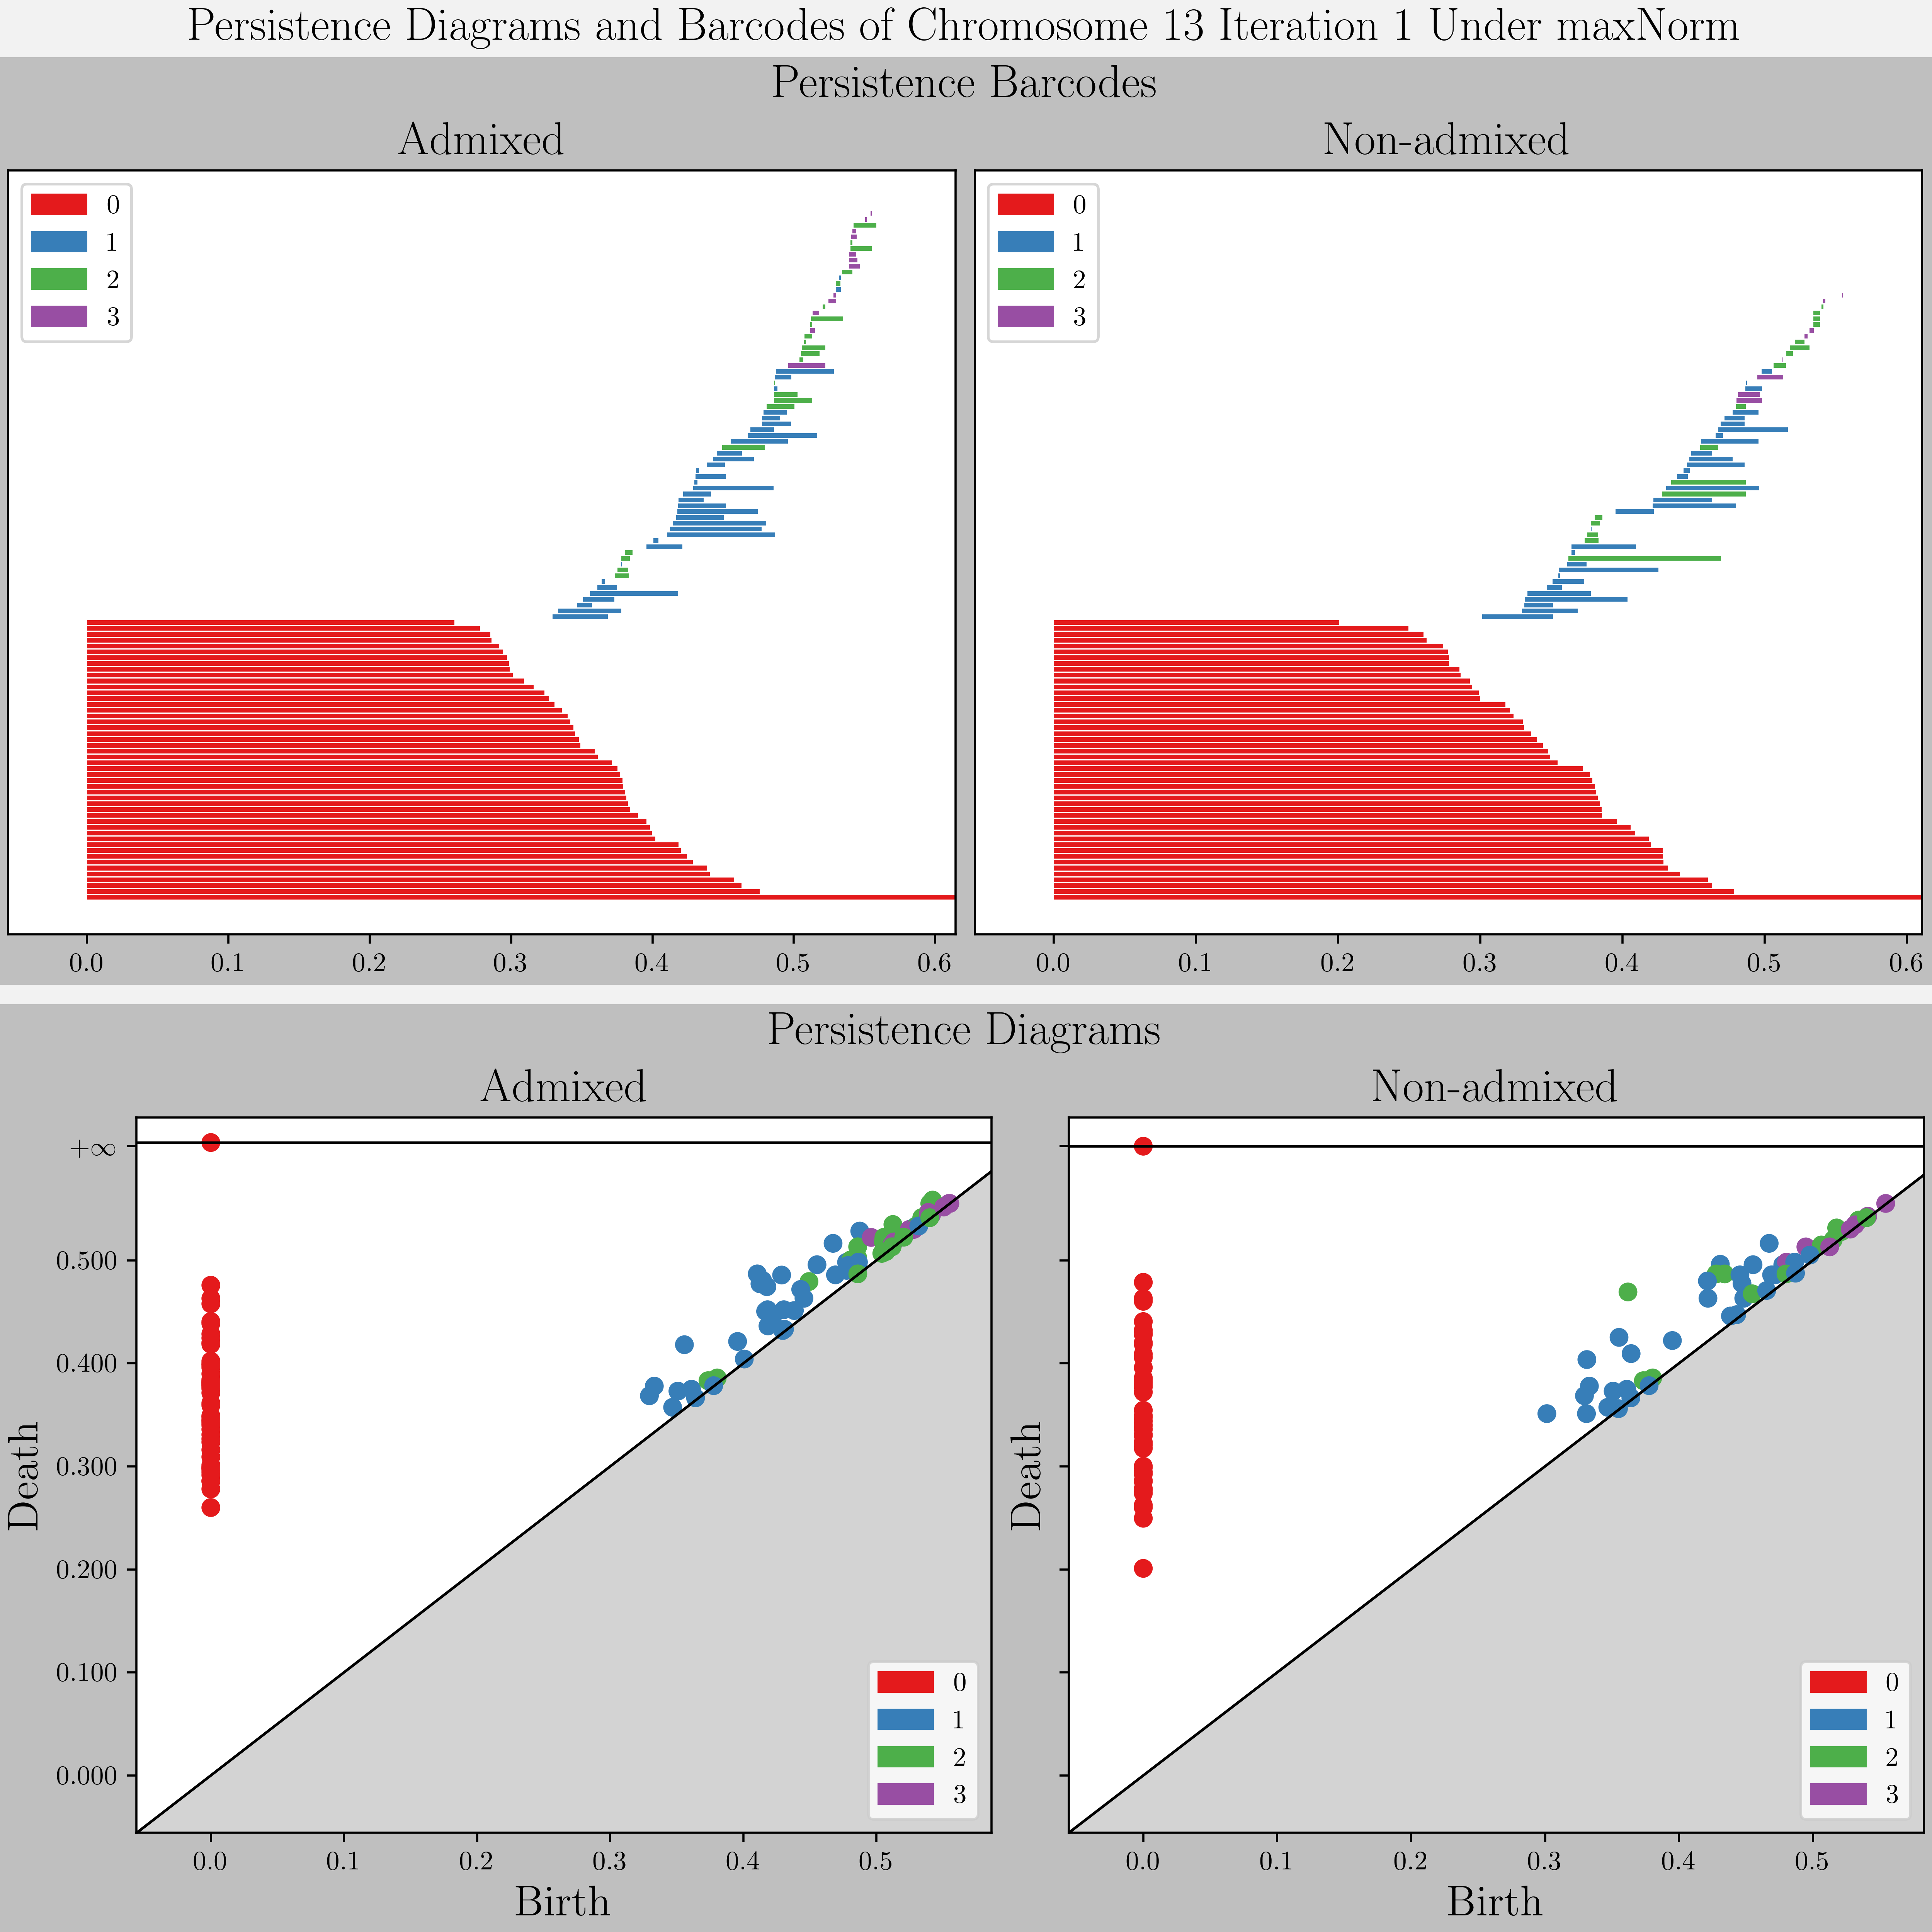 Persistence Diagrams and Barcodes of Chromosome 13 Iteration 1 Under maxNorm
Persistence Barcodes
Admixed
0
1
2
3
0.0 0.1 0.2 0.3 0.4 0.5 0.6
Non-admixed
0
1
2
3
0.0 0.1 0.2 0.3 0.4 0.5 0.6
Persistence Diagrams
Admixed
+∞
0.500
0.400
0.300
0.200
0.100
0.000
Death
0
1
2
3
0.0 0.1 0.2 0.3 0.4 0.5
Birth
Non-admixed
Death
0
1
2
3
0.0 0.1 0.2 0.3 0.4 0.5
Birth